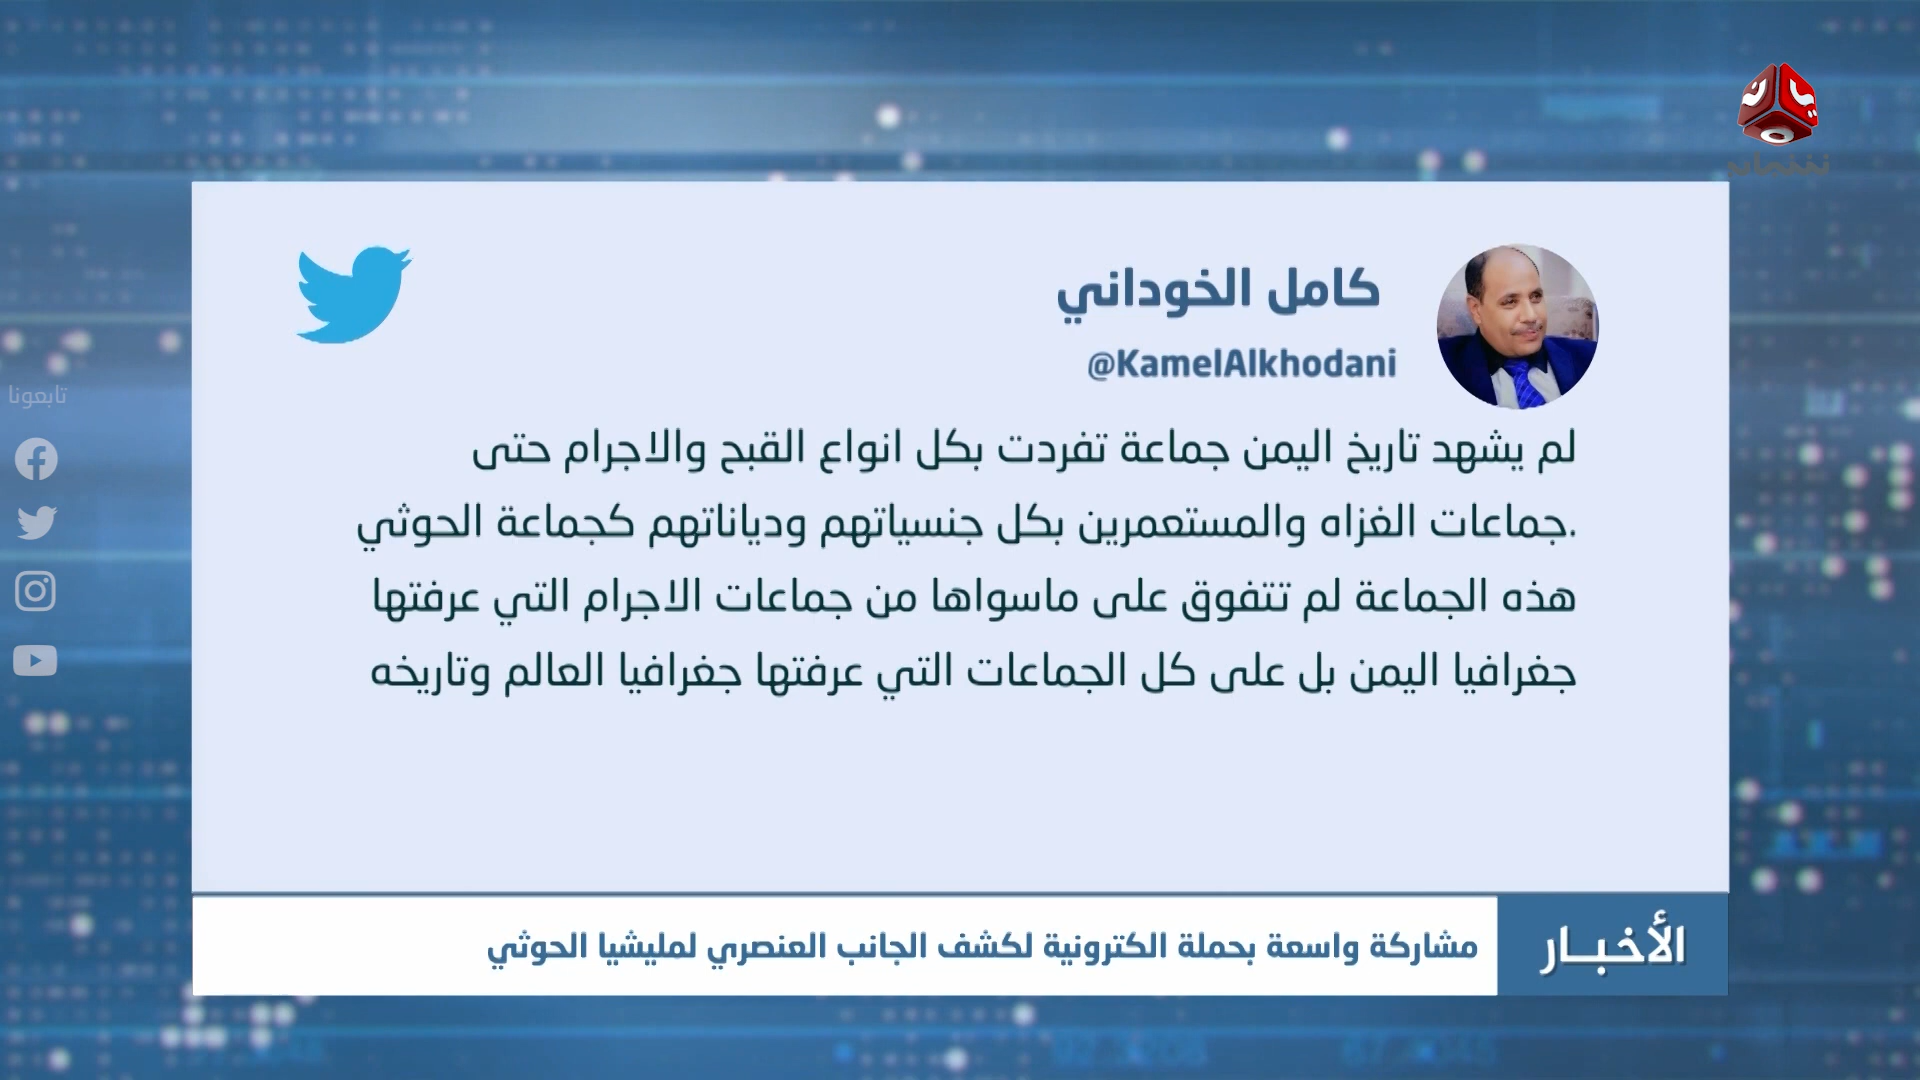 كامل الخوداني
@KamelAlkhodani
لم يشهد تاريخ اليمن جماعة تفردت بكل انواع القبح والاجرام حتى
.جماعات الغزاه والمستعمرين بكل جنسياتهم ودياناتهم كجماعة الحوثي
هذه الجماعة لم تتفوق على ماسواها من جماعات الاجرام التي عرفتها
جغرافيا اليمن بل على كل الجماعات التي عرفتها جغرافيا العالم وتاريخه
تابعونا
الأخبـار
مشاركة واسعة بحملة الكترونية لكشف الجانب العنصري لمليشيا الحوثي